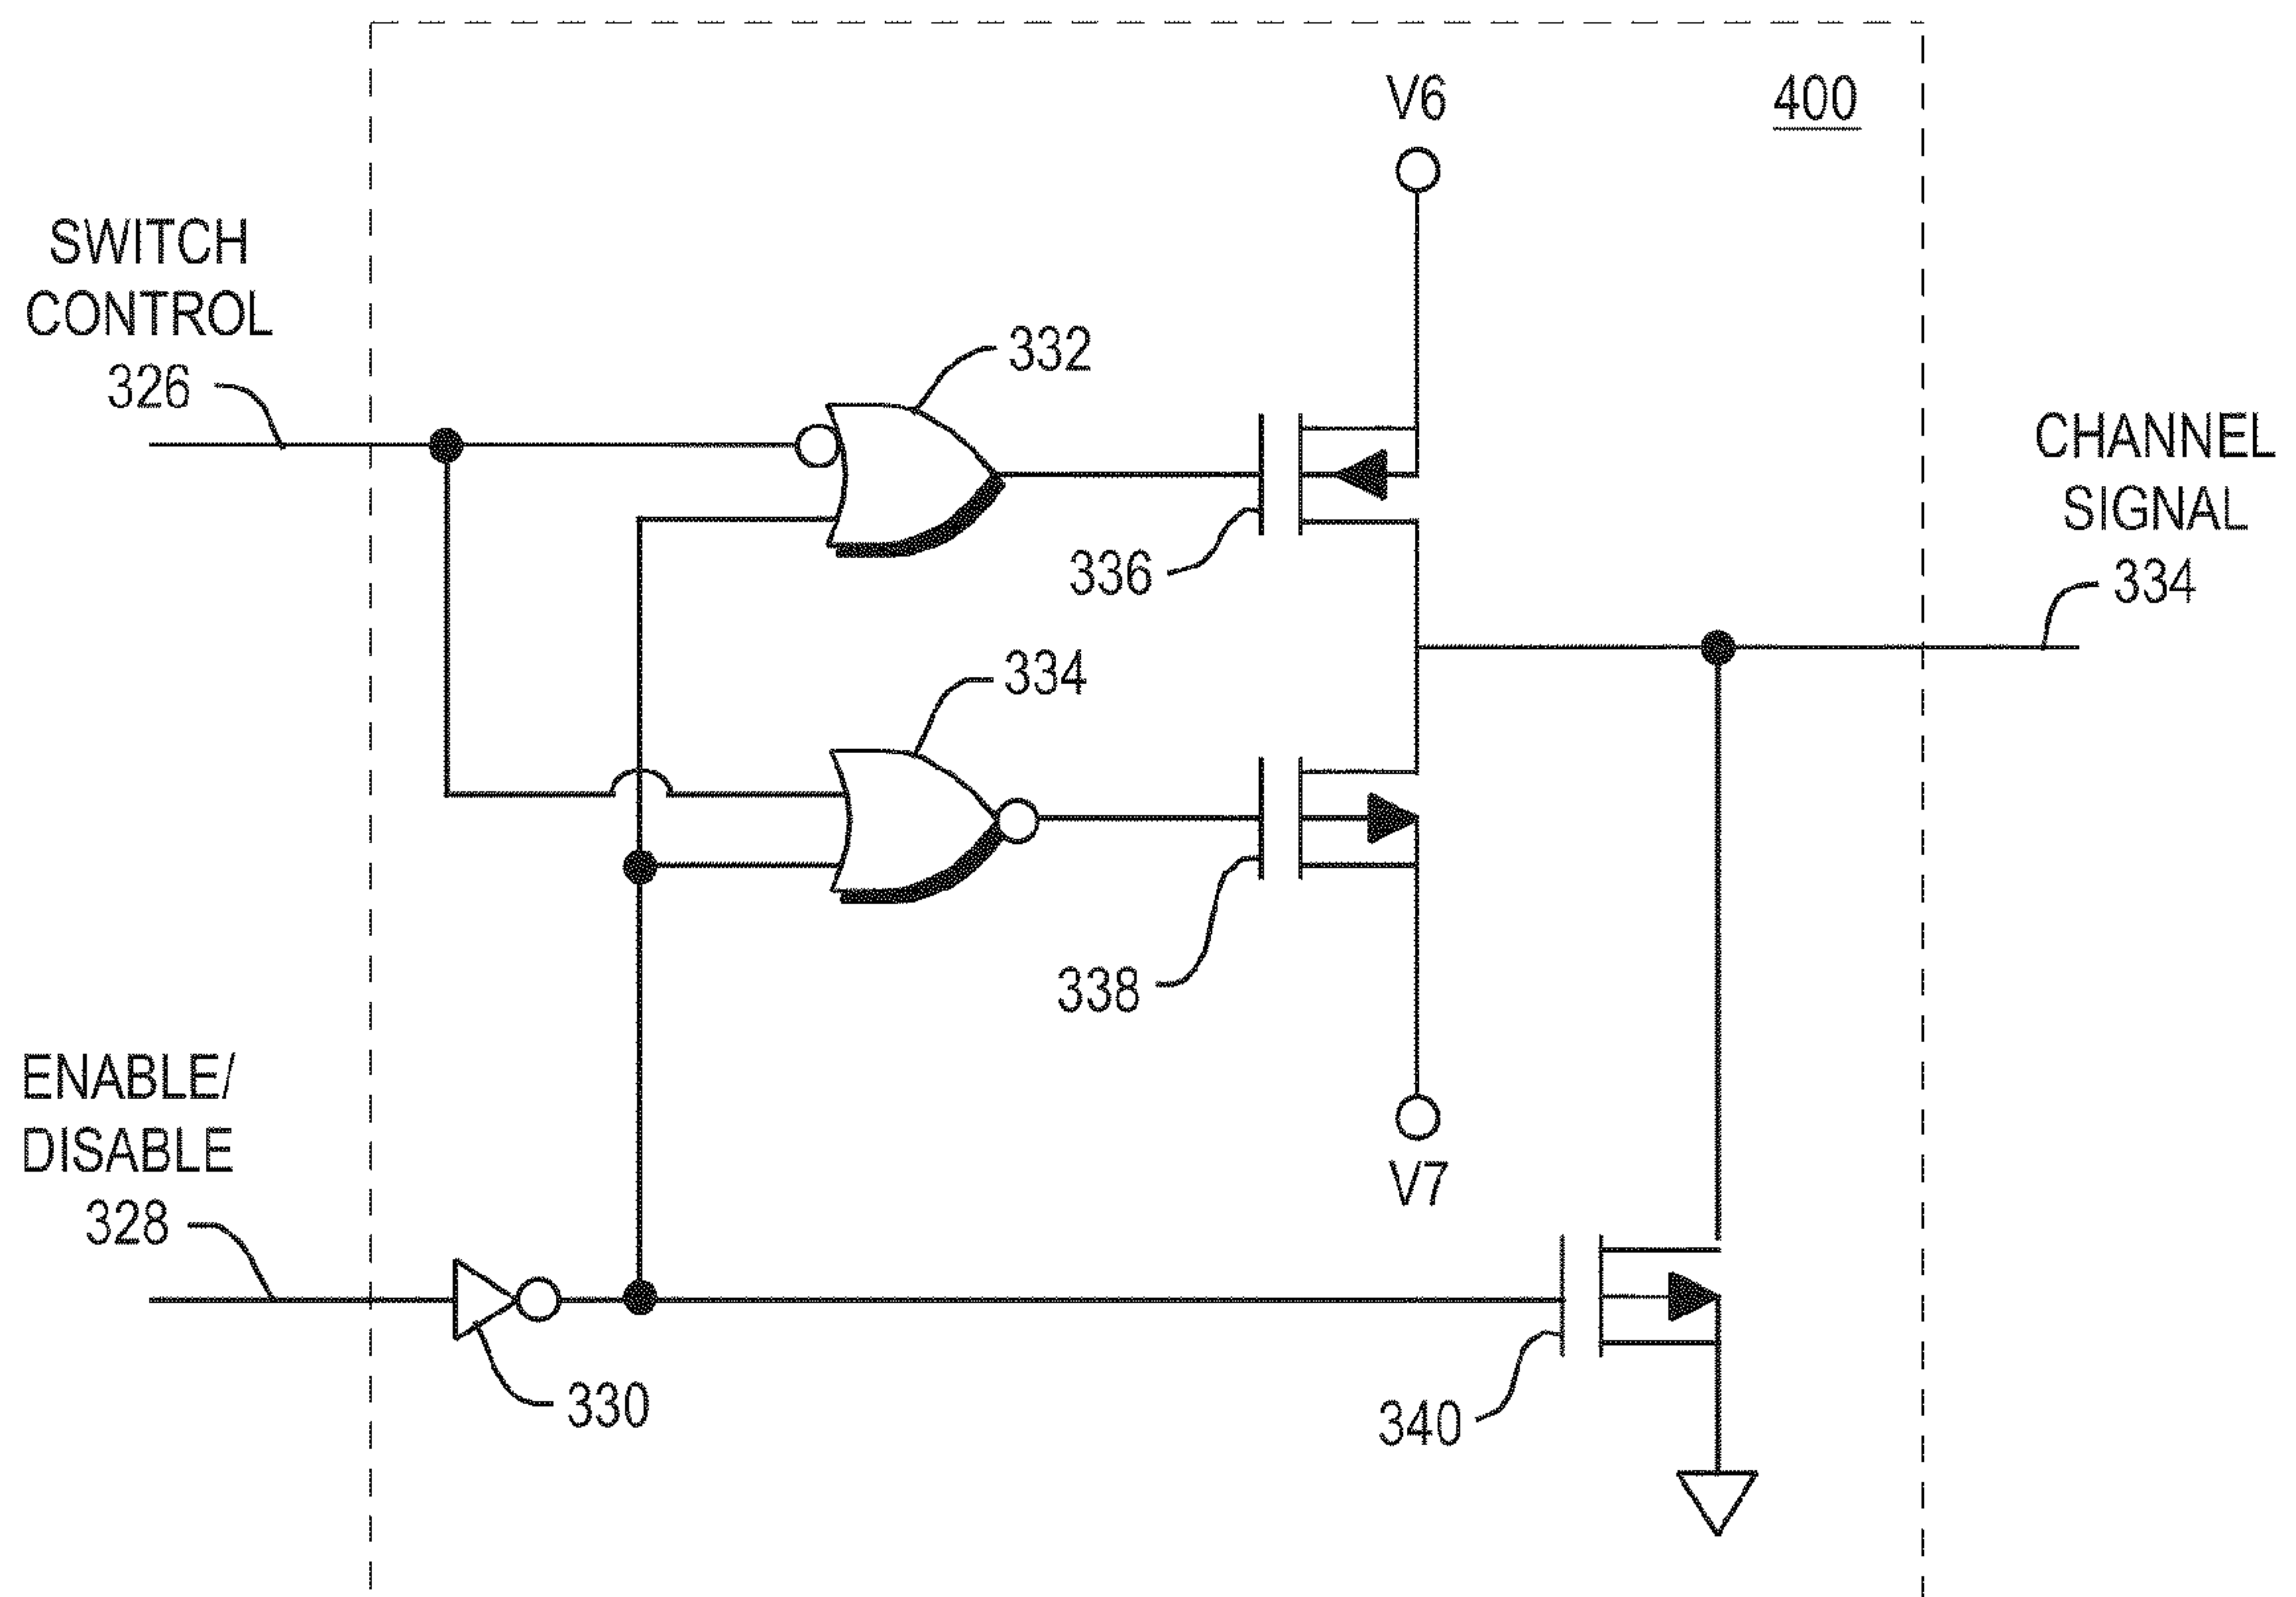 400
V6
SWITCH
CONTROL
326
332
336
CHANNEL
SIGNAL
334
334
338
V7
ENABLE/
DISABLE
328
330
340